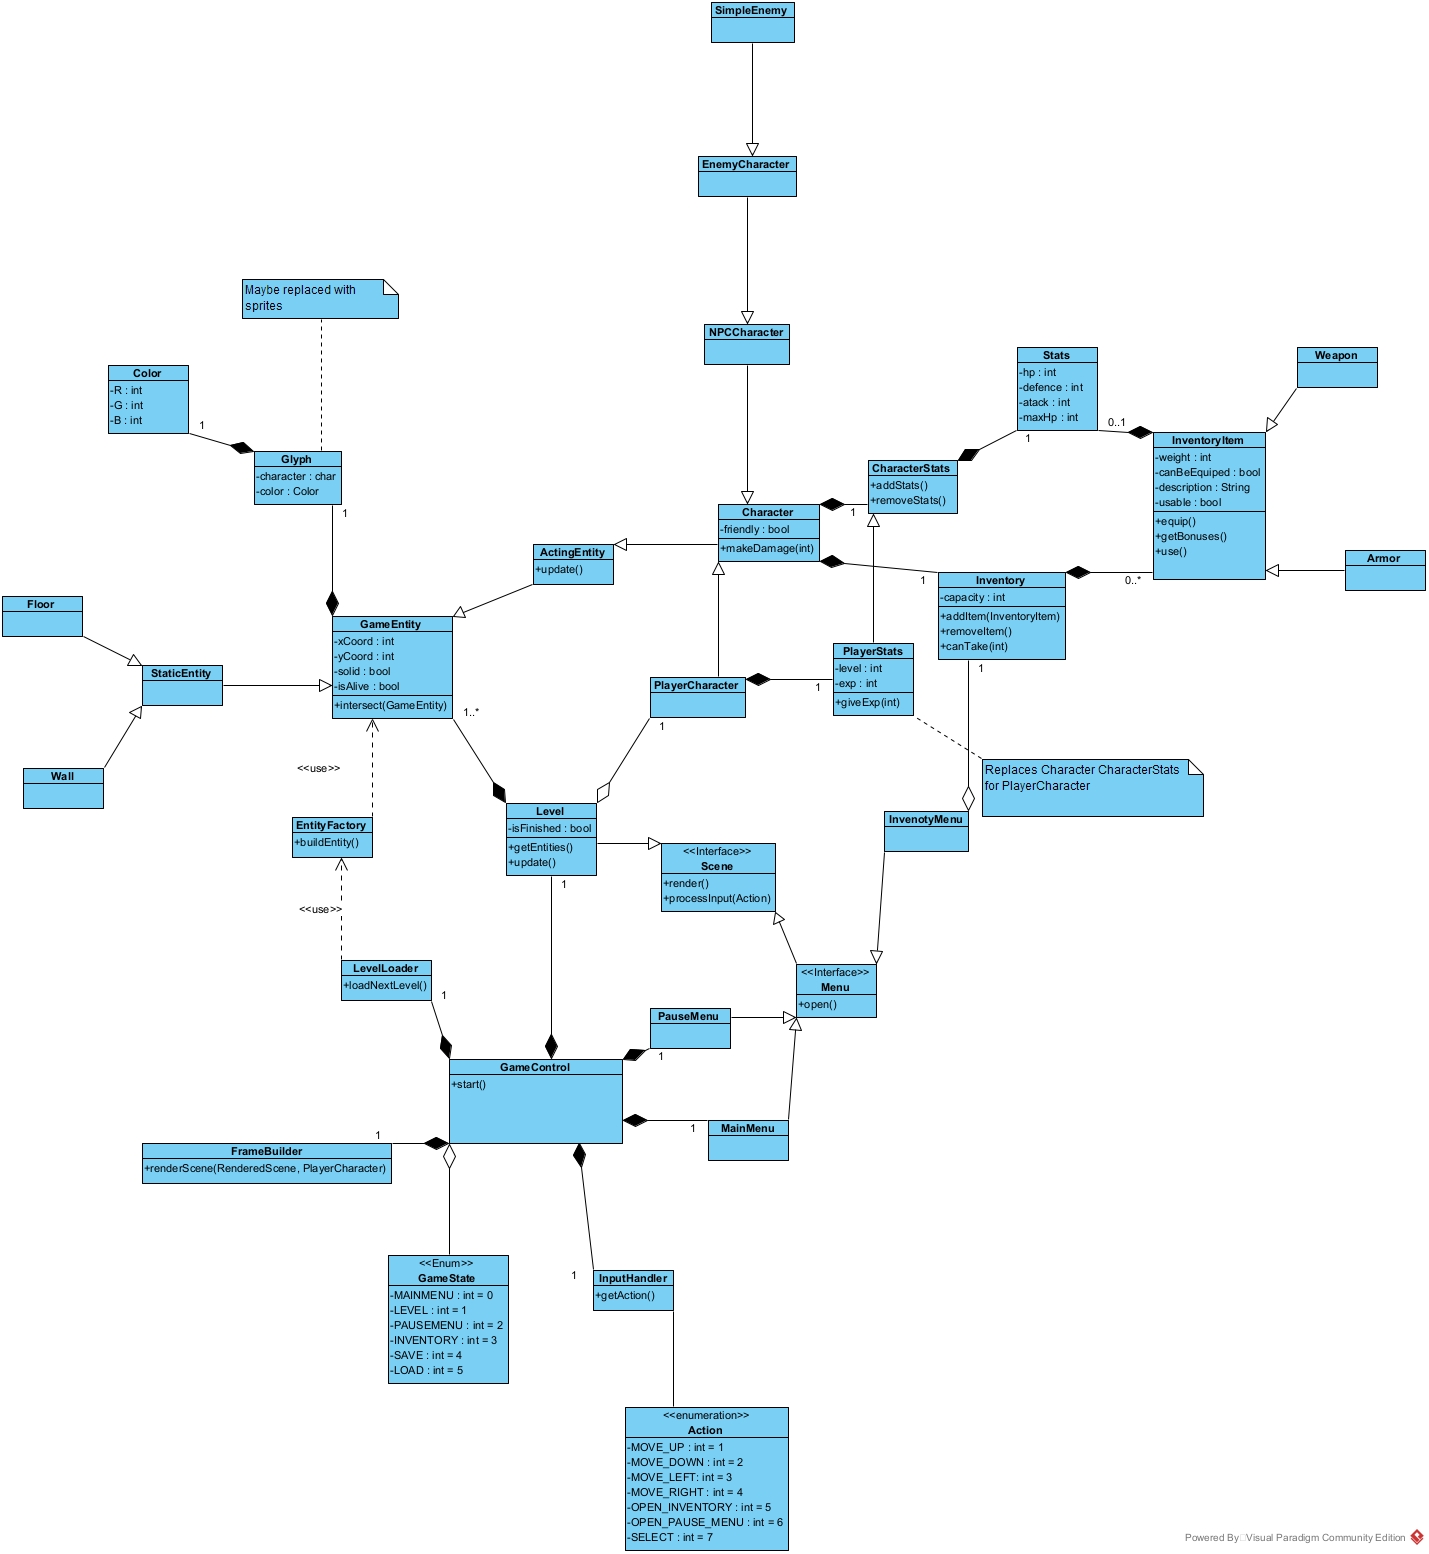 SimpleEnemy
EnemyCharacter
Maybe replaced with
sprites
NPCCharacter
Color
-R : int
-G : int
-B : int
1
Glyph
-character : char
-color : Color
1
Stats
-hp : int
-defence : int
-atack : int
-maxHp : int
0..1
1
Weapon
InventoryItem
-weight : int
-canBeEquiped : bool
-description : String
-usable : bool
+equip()
+getBonuses()
+use()
CharacterStats
+addStats()
+removeStats()
Character
-friendly : bool
+makeDamage(int)
1
1
ActingEntity
+update()
Armor
Inventory
-capacity : int
+addItem(InventoryItem)
+removeItem()
+canTake(int)
0..*
1
Floor
StaticEntity
Wall
GameEntity
-xCoord : int
-yCoord : int
-solid : bool
-isAlive : bool
+intersect(GameEntity)
1..*
PlayerCharacter
1
1
PlayerStats
-level : int
-exp : int
+giveExp(int)
Replaces Character CharacterStats
for PlayerCharacter
<<use>>
EntityFactory
+buildEntity()
<<use>>
Level
-isFinished : bool
+getEntities()
+update()
1
<<Interface>>
Scene
+render()
+processInput(Action)
InvenotyMenu
LevelLoader
+loadNextLevel()
1
<<Interface>>
Menu
+open()
PauseMenu
1
GameControl
+start()
MainMenu
1
1
FrameBuilder
+renderScene(RenderedScene, PlayerCharacter)
<<Enum>>
GameState
-MAINMENU : int = 0
-LEVEL : int = 1
-PAUSEMENU : int = 2
-INVENTORY : int = 3
-SAVE : int = 4
-LOAD : int = 5
1
InputHandler
+getAction()
<<enumeration>>
Action
-MOVE_UP : int = 1
-MOVE_DOWN : int = 2
-MOVE_LEFT: int = 3
-MOVE_RIGHT : int = 4
-OPEN_INVENTORY : int = 5
-OPEN_PAUSE_MENU : int = 6
-SELECT : int = 7
Powered By Visual Paradigm Community Edition